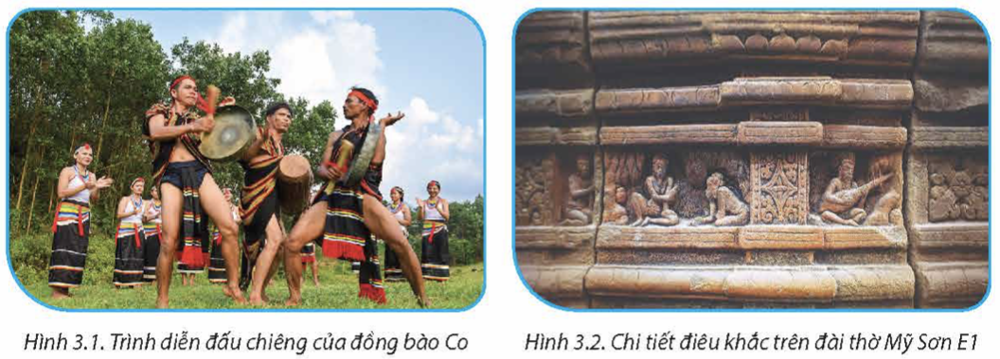 Hình 3.1. Trình diễn đấu chiêng của đồng bào Co
Hình 3.2. Chi tiết điêu khắc trên đài thờ Mỹ Sơn E1